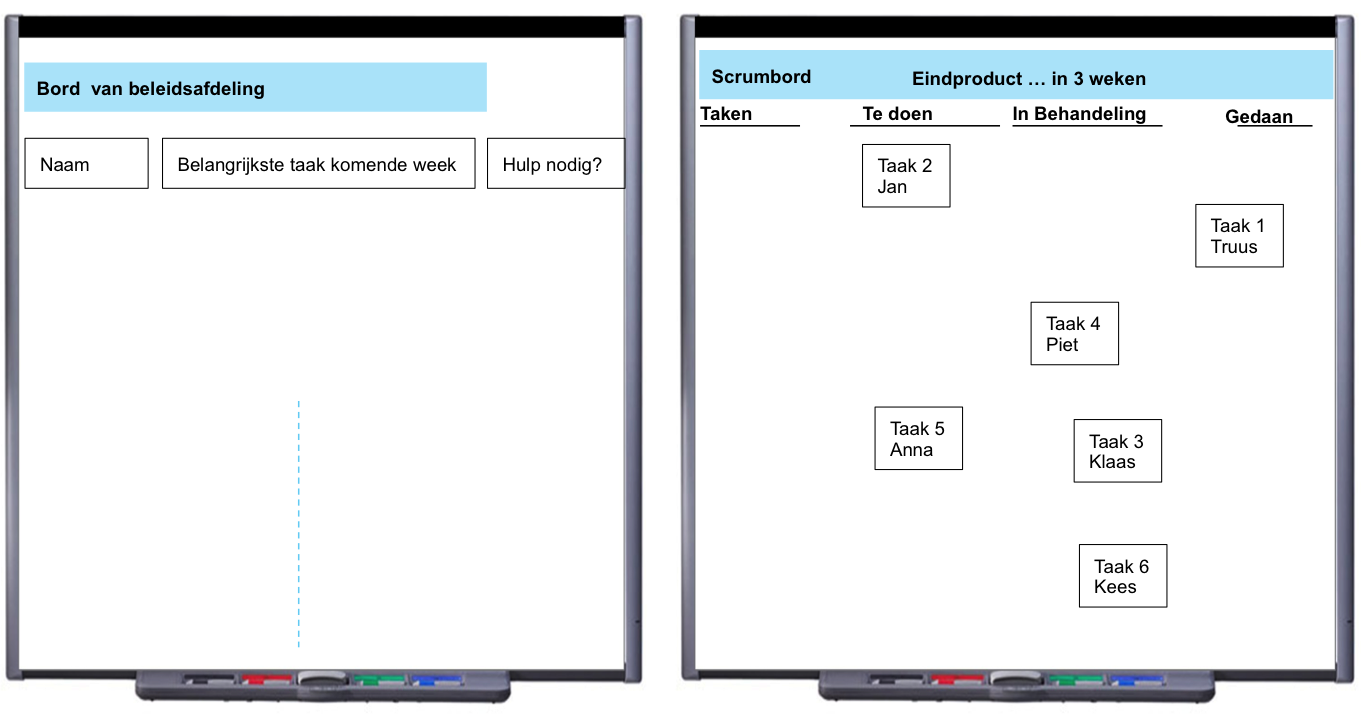 Bord van beleidsafdeling
Naam
Belangrijkste taak komende week
Hulp nodig?
Scrumbord
Eindproduct … in 3 weken
Taken
Te doen
In Behandeling
Gedaan
Taak 2
Jan
Taak 1
Truus
Taak 4
Piet
Taak 5
Anna
Taak 3
Klaas
Taak 6
Kees